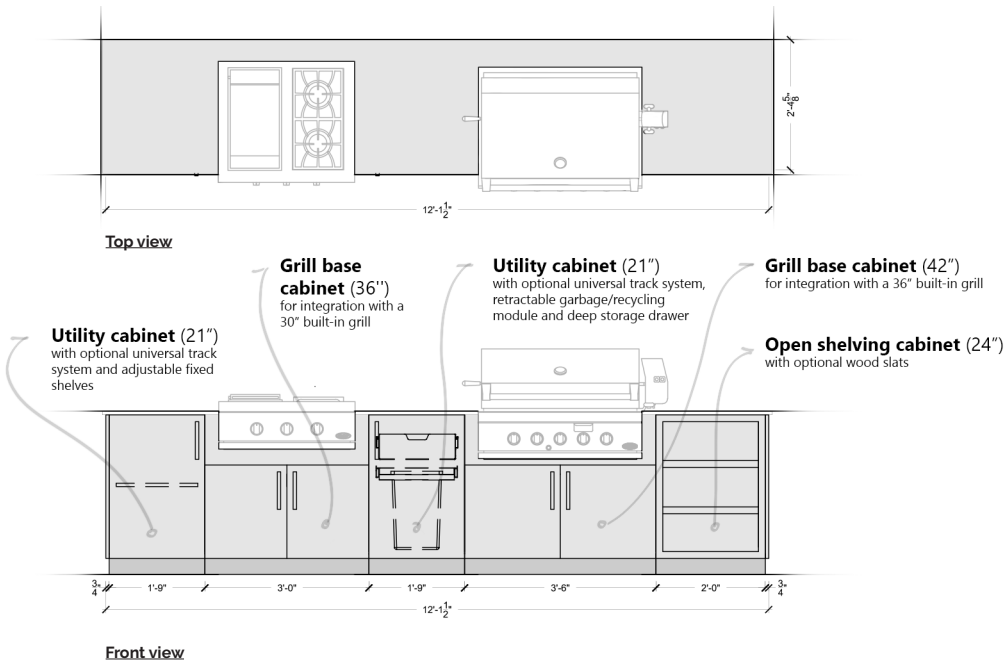 2'-4 5/8"
12'-1 1/2"
Top view
Grill base
cabinet (36'')
for integration with a
30” built-in grill
Utility cabinet (21”)
with optional universal track system,
retractable garbage/recycling
module and deep storage drawer
Grill base cabinet (42”)
for integration with a 36” built-in grill
Utility cabinet (21”)
with optional universal track
system and adjustable fixed
shelves
Open shelving cabinet (24”)
with optional wood slats
3/4" 1'-9" 3'-0" 1'-9" 3'-6" 2'-0" 3/4"
12'-1 1/2"
Front view